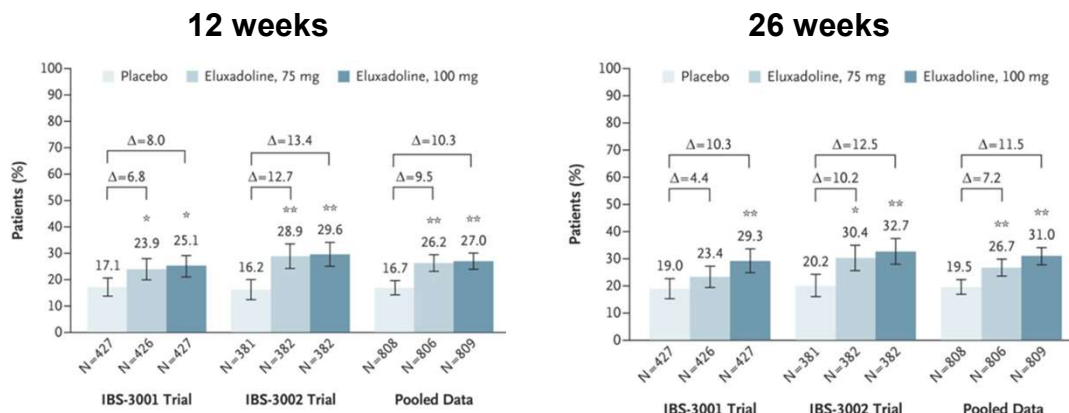 12 weeks
100
90
80
70
60
50
40
30
20
10
0
Patients (%)
Placebo
Eluxadoline, 75 mg
Eluxadoline, 100 mg
Δ=8.0
Δ=6.8
*
*
17.1
23.9
25.1
Δ=13.4
Δ=12.7
**
**
16.2
28.9
29.6
Δ=10.3
Δ=9.5
**
**
16.7
26.2
27.0
N=427
N=426
N=427
N=381
N=382
N=382
N=808
N=806
N=809
IBS-3001 Trial
IBS-3002 Trial
Pooled Data
26 weeks
100
90
80
70
60
50
40
30
20
10
0
Patients (%)
Placebo
Eluxadoline, 75 mg
Eluxadoline, 100 mg
Δ=10.3
Δ=4.4
**
19.0
23.4
29.3
Δ=12.5
Δ=10.2
*
**
20.2
30.4
32.7
Δ=11.5
Δ=7.2
**
**
19.5
26.7
31.0
N=427
N=426
N=427
N=381
N=382
N=382
N=808
N=806
N=809
IBS-3001 Trial
IBS-3002 Trial
Pooled Data